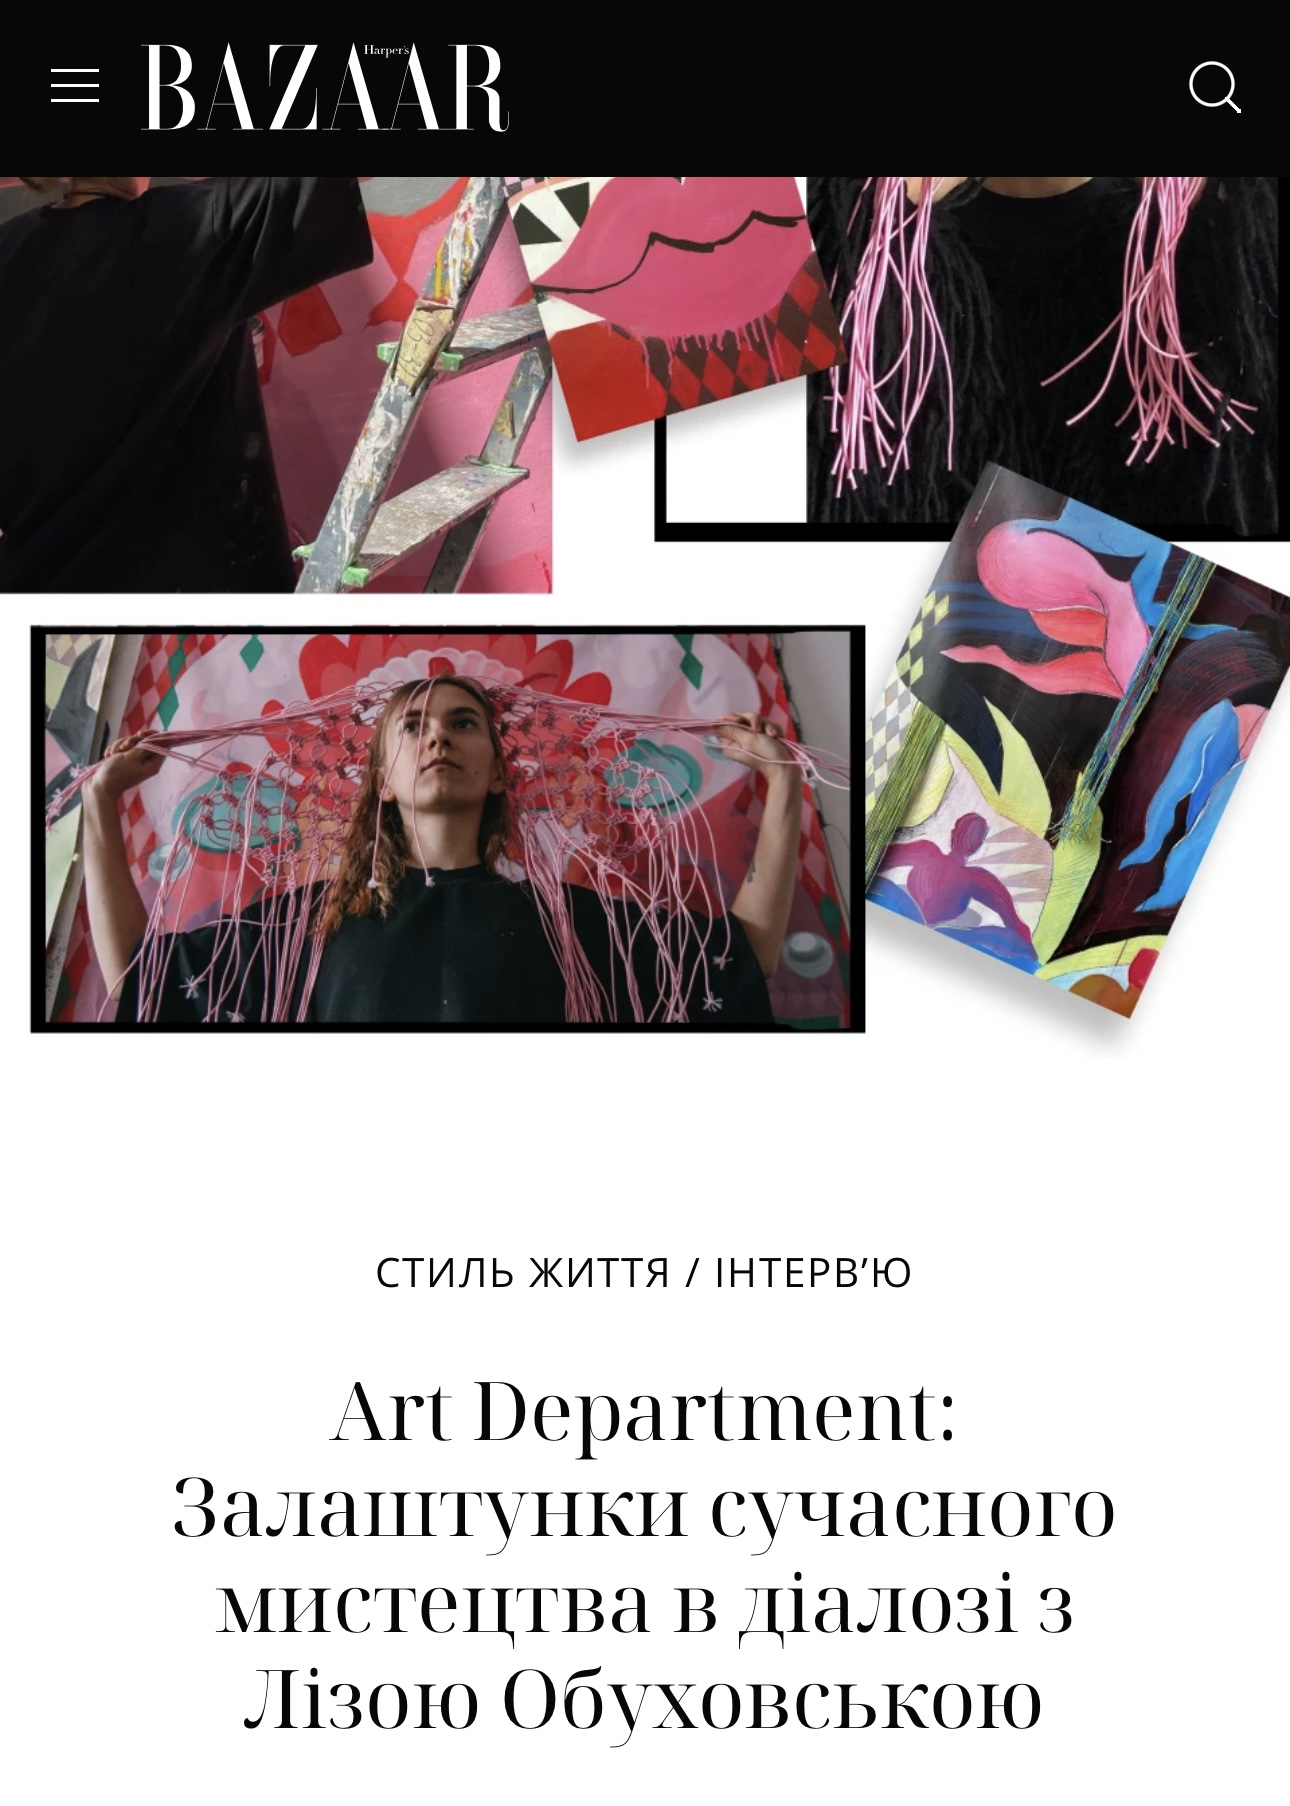 Harper's
BAZAAR
СТИЛЬ ЖИТТЯ / ІНТЕРВ’Ю
Art Department:
Залаштунки сучасного
мистецтва в діалозі з
Лізою Обуховською